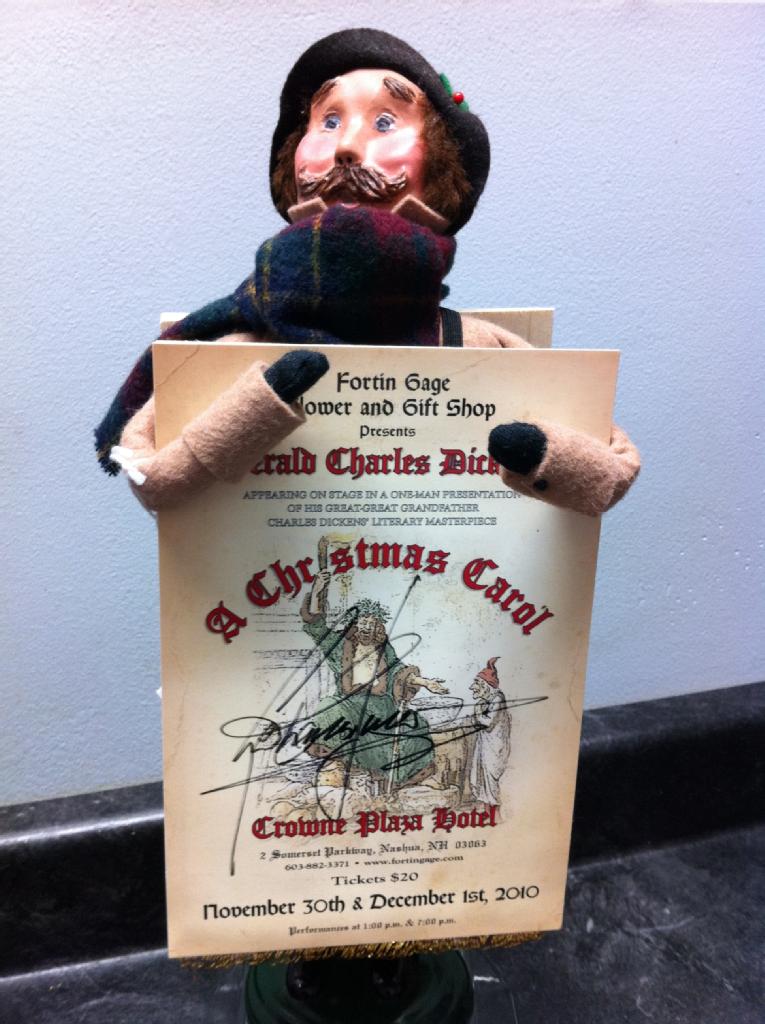 Fortin Gage
lower and Gift Shop
Presents
erald Charles Dick
APPEARING ON STAGE IN A ONE-MAN PRESENTATION
OF HIS GREAT-GREAT GRANDFATHER
CHARLES DICKENS' LITERARY MASTERPIECE
A Christmas Carol
Crowne Plaza Hotel
2 Somerset Parkway, Nashua, NH 03063
603-882-3371 • www.fortingage.com
Tickets $20
November 30th & December 1st, 2010
Performances at 1:00 p.m. & 7:00 p.m.